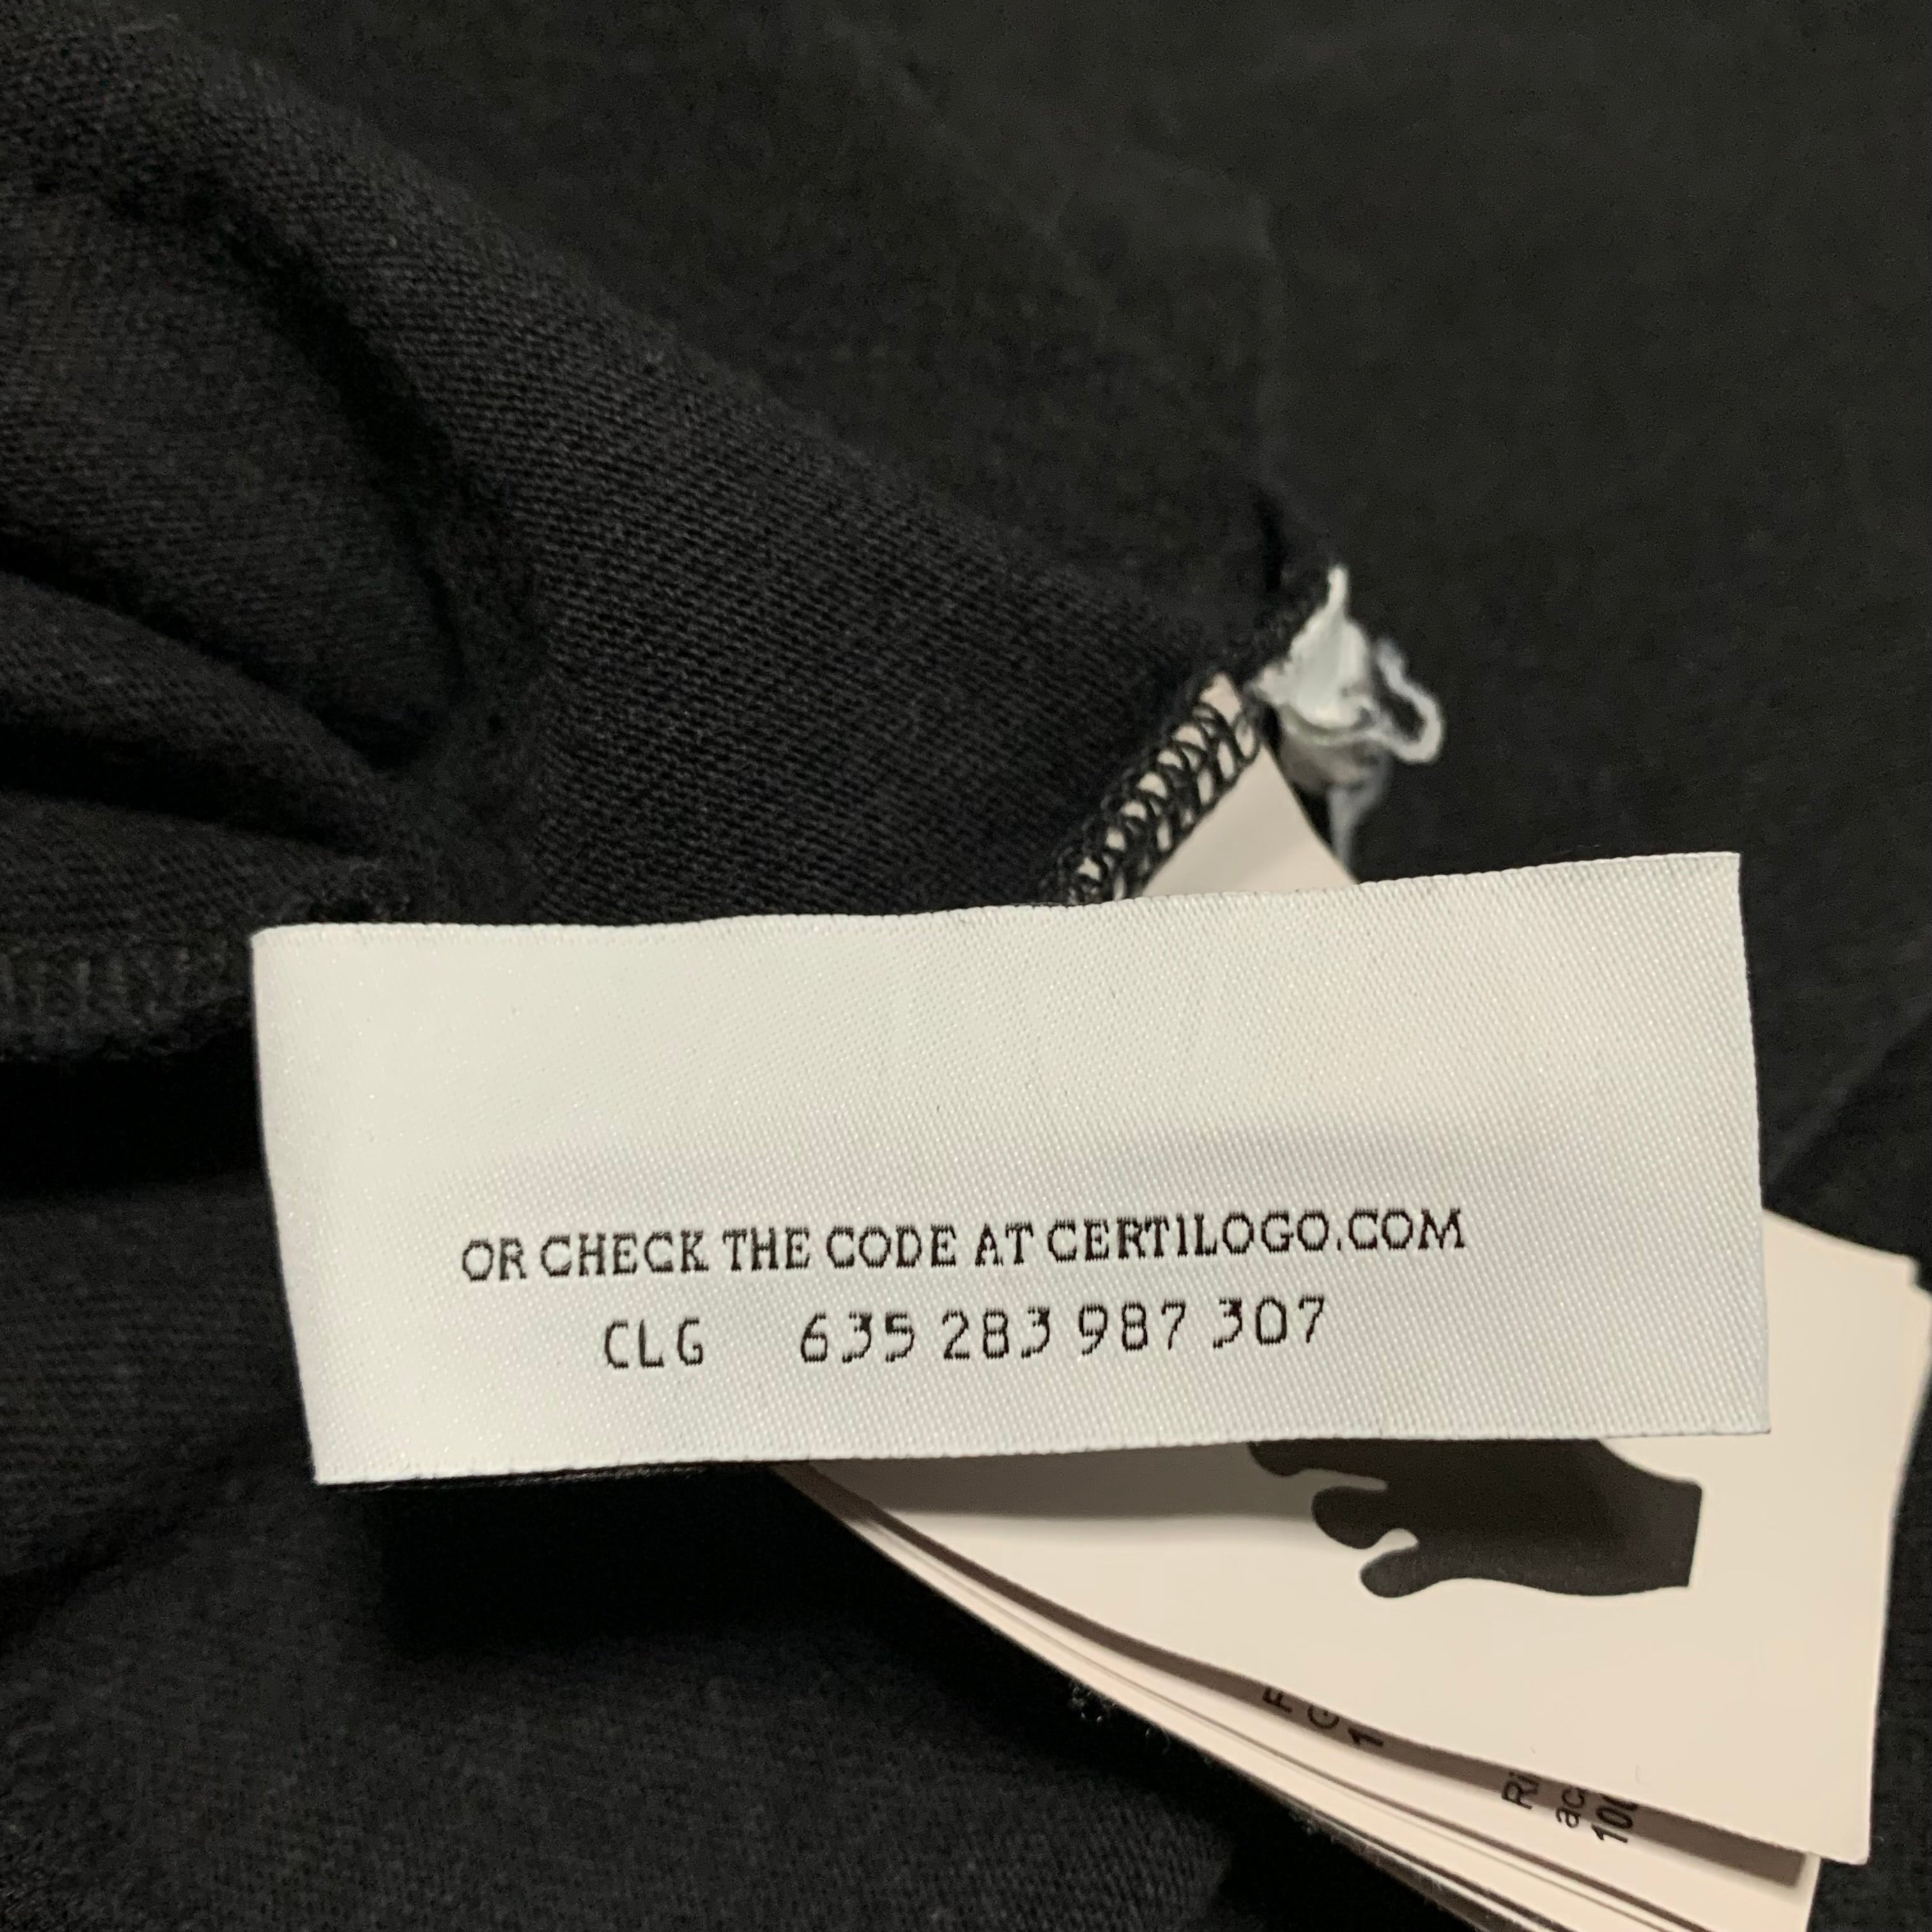 OR CHECK THE CODE AT CERTILOGO.COM
CLG 635 283 987 307